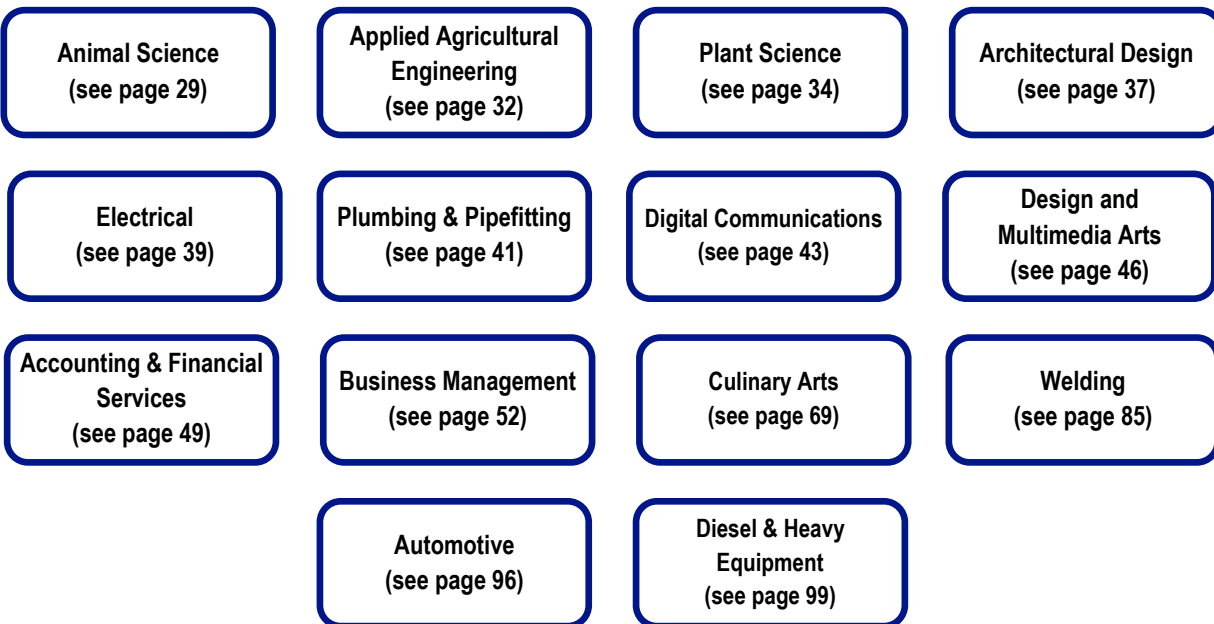 Animal Science
(see page 29)
Applied Agricultural
Engineering
(see page 32)
Plant Science
(see page 34)
Architectural Design
(see page 37)
Electrical
(see page 39)
Plumbing & Pipefitting
(see page 41)
Digital Communications
(see page 43)
Design and
Multimedia Arts
(see page 46)
Accounting & Financial
Services
(see page 49)
Business Management
(see page 52)
Culinary Arts
(see page 69)
Welding
(see page 85)
Automotive
(see page 96)
Diesel & Heavy
Equipment
(see page 99)